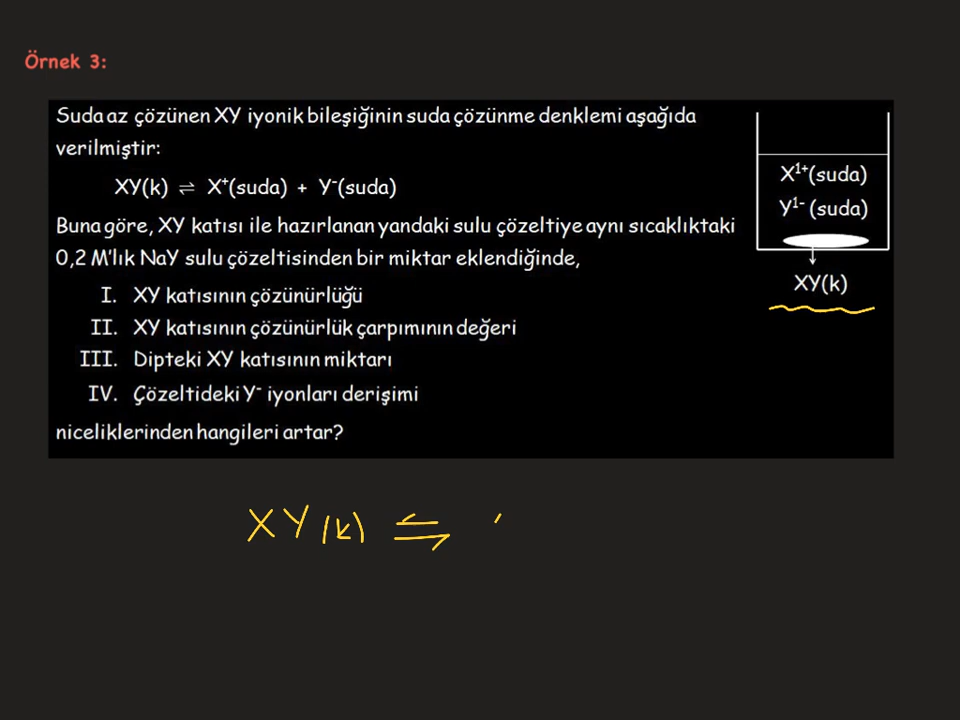 Örnek 3:
Suda az çözünen XY iyonik bileşiğinin suda çözünme denklemi aşağıda
verilmiştir:
XY(k) ⇌ X⁺(suda) + Y⁻(suda)
Buna göre, XY katısı ile hazırlanan yandaki sulu çözeltiye aynı sıcaklıktaki
0,2 M'lık NaY sulu çözeltisinden bir miktar eklendiğinde,
I. XY katısının çözünürlüğü
II. XY katısının çözünürlük çarpımının değeri
III. Dipteki XY katısının miktarı
IV. Çözeltideki Y⁻ iyonları derişimi
niceliklerinden hangileri artar?
X¹⁺(suda)
Y¹⁻ (suda)
XY(k)
XY(k) ⇌